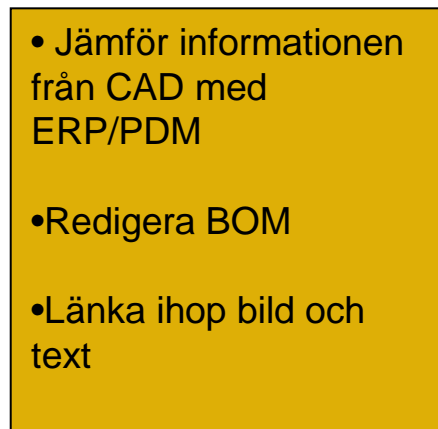 • Jämför informationen
från CAD med
ERP/PDM
•Redigera BOM
•Länka ihop bild och
text